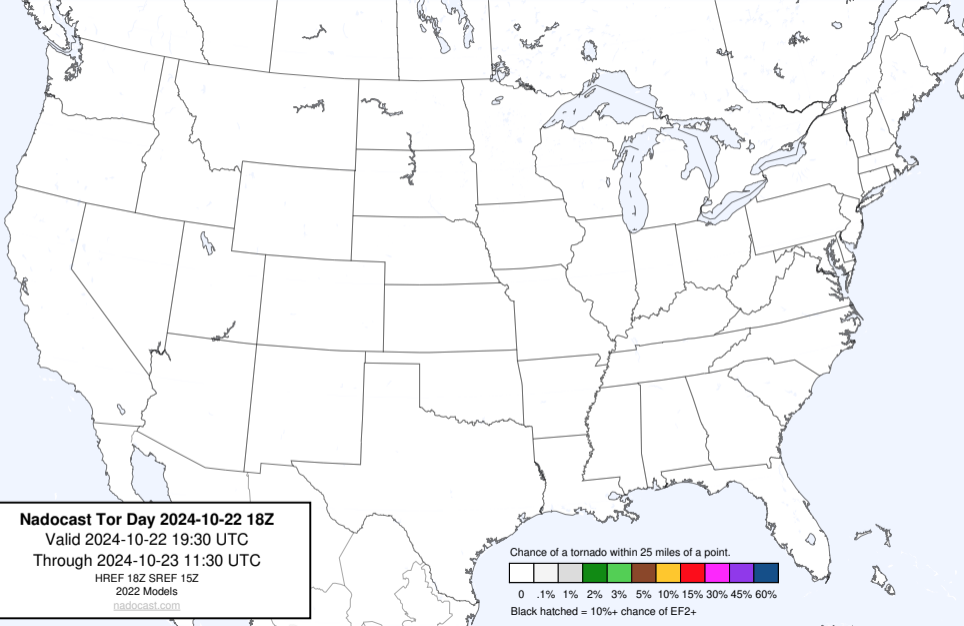 Nadocast Tor Day 2024-10-22 18Z
Valid 2024-10-22 19:30 UTC
Through 2024-10-23 11:30 UTC
HREF 18Z SREF 15Z
2022 Models
nadocast.com
Chance of a tornado within 25 miles of a point.
0 .1% 1% 2% 3% 5% 10% 15% 30% 45% 60%
Black hatched = 10%+ chance of EF2+